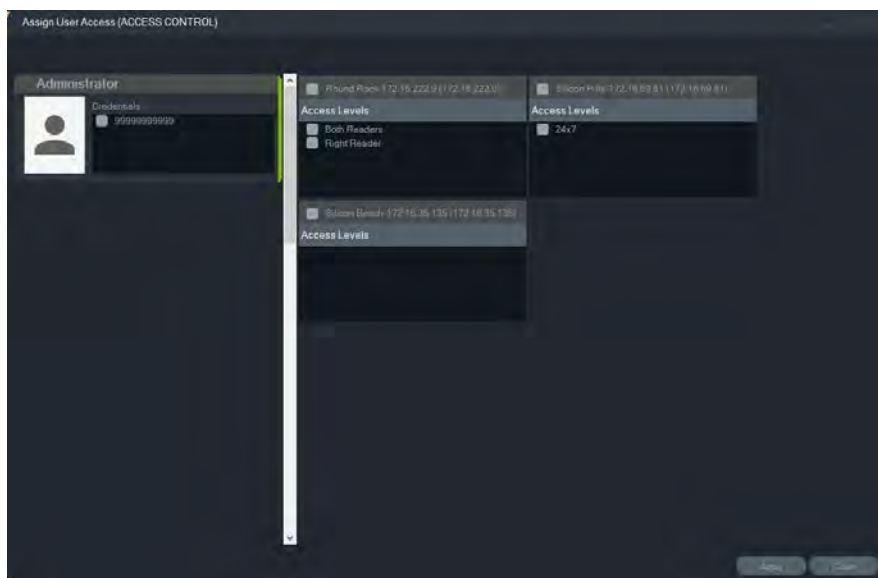 Assign User Access (ACCESS CONTROL)
Administrator
Credentials
99999999999
Round Rock 172.16.222.9 (172.16.222.9)
Access Levels
Both Readers
Right Reader
Silicon Hills 172.16.69.81 (172.16.69.81)
Access Levels
24x7
172.16.35.135 (172.16.35.135)
Access Levels
Apply
Close